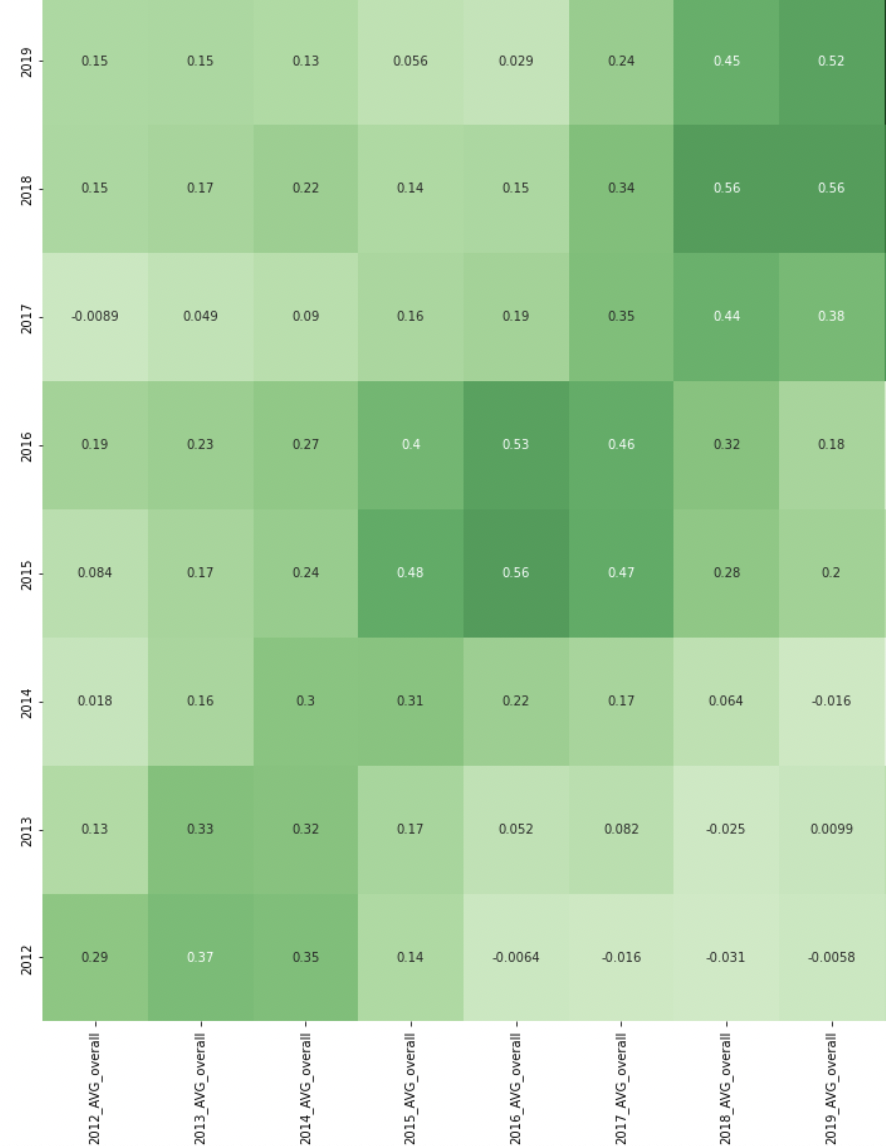 2019 0.15 0.15 0.13 0.056 0.029 0.24 0.45 0.52
2018 0.15 0.17 0.22 0.14 0.15 0.34 0.56 0.56
2017 -0.0089 0.049 0.09 0.16 0.19 0.35 0.44 0.38
2016 0.19 0.23 0.27 0.4 0.53 0.46 0.32 0.18
2015 0.084 0.17 0.24 0.48 0.56 0.47 0.28 0.2
2014 0.018 0.16 0.3 0.31 0.22 0.17 0.064 -0.016
2013 0.13 0.33 0.32 0.17 0.052 0.082 -0.025 0.0099
2012 0.29 0.37 0.35 0.14 -0.0064 -0.016 -0.031 -0.0058
2012_AVG_overall 2013_AVG_overall 2014_AVG_overall 2015_AVG_overall 2016_AVG_overall 2017_AVG_overall 2018_AVG_overall 2019_AVG_overall